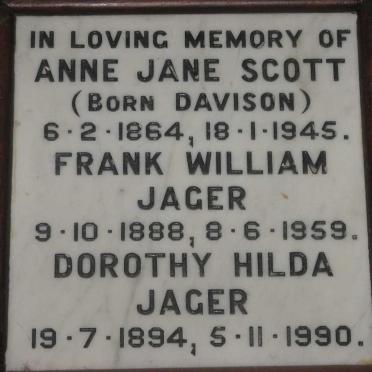 IN LOVING MEMORY OF
ANNE JANE SCOTT
(BORN DAVISON)
6·2·1864, 18·1·1945.
FRANK WILLIAM
JAGER
9·10·1888, 8·6·1959.
DOROTHY HILDA
JAGER
19·7·1894, 5·11·1990.